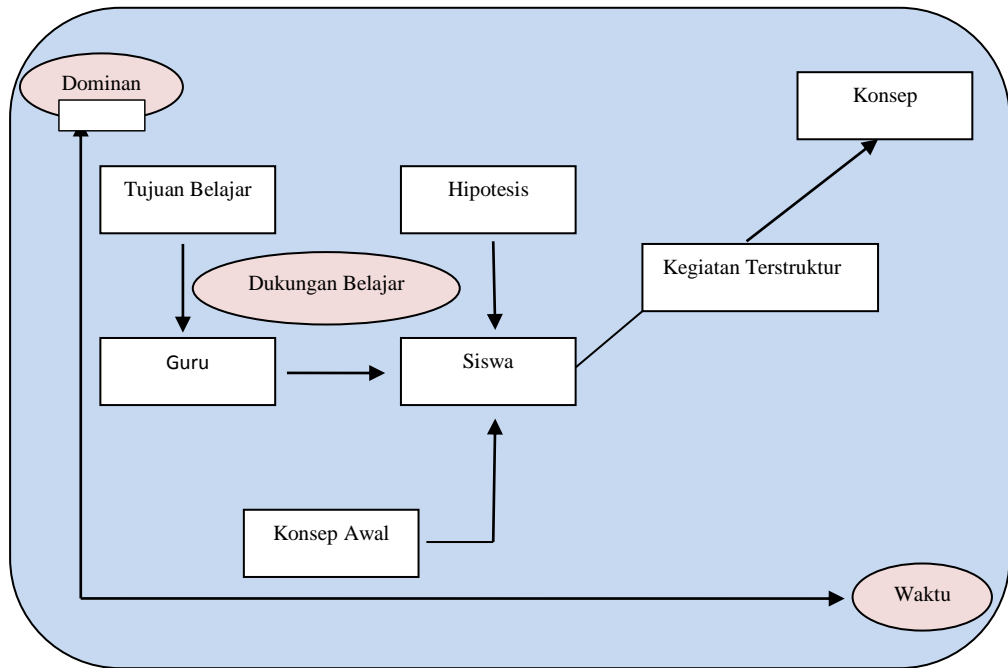 Dominan
Konsep
Tujuan Belajar
Hipotesis
Kegiatan Terstruktur
Dukungan Belajar
Guru
Siswa
Konsep Awal
Waktu